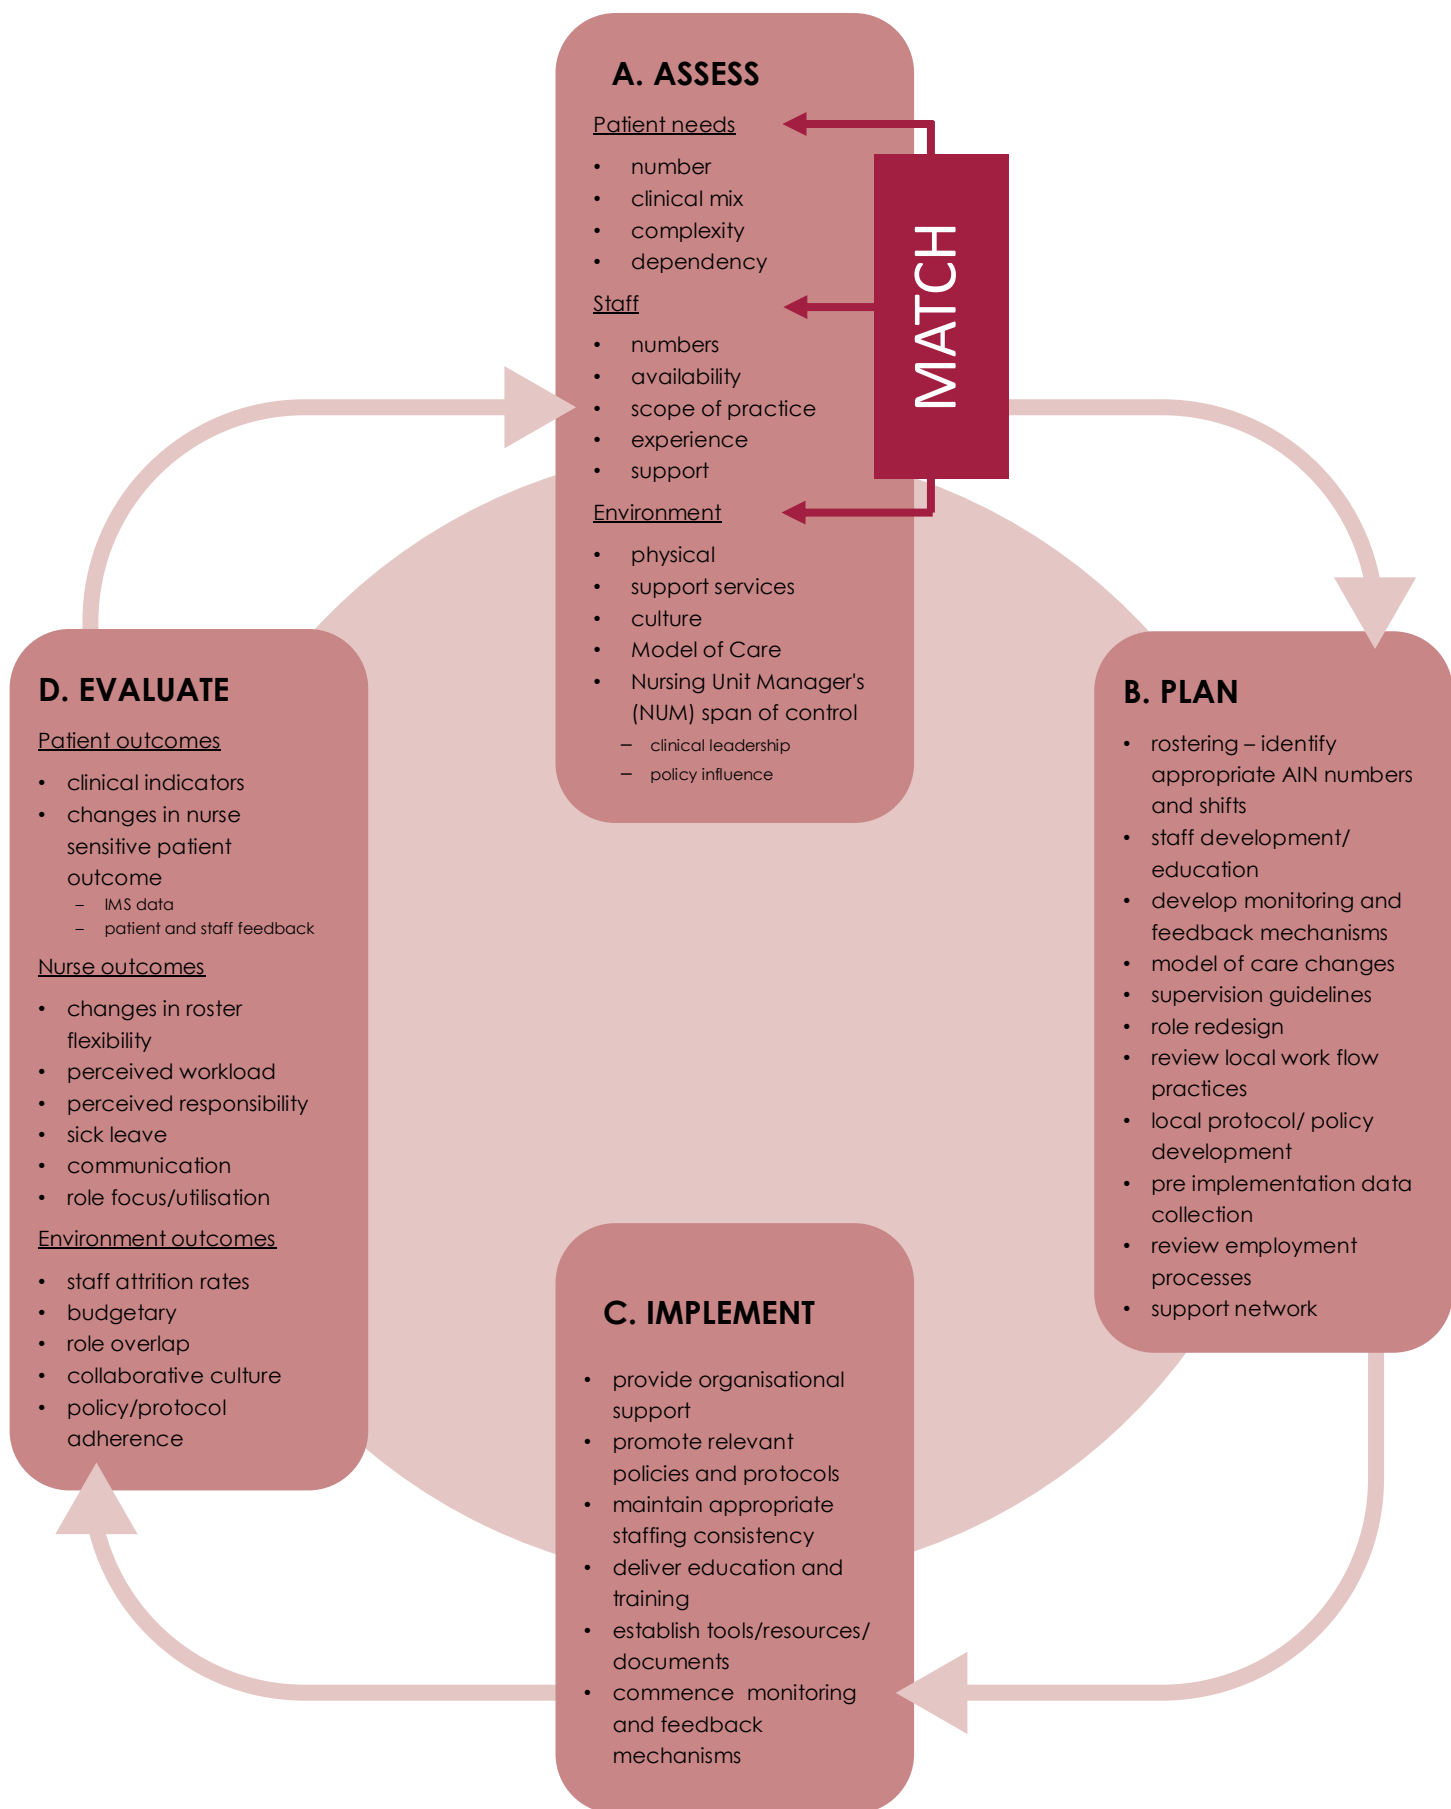 A. ASSESS
Patient needs
• number
• clinical mix
• complexity
• dependency
Staff
• numbers
• availability
• scope of practice
• experience
• support
Environment
• physical
• support services
• culture
• Model of Care
• Nursing Unit Manager's
(NUM) span of control
– clinical leadership
– policy influence
MATCH
B. PLAN
• rostering – identify
appropriate AIN numbers
and shifts
• staff development/
education
• develop monitoring and
feedback mechanisms
• model of care changes
• supervision guidelines
• role redesign
• review local work flow
practices
• local protocol/ policy
development
• pre implementation data
collection
• review employment
processes
• support network
C. IMPLEMENT
• provide organisational
support
• promote relevant
policies and protocols
• maintain appropriate
staffing consistency
• deliver education and
training
• establish tools/resources/
documents
• commence  monitoring
and feedback
mechanisms
D. EVALUATE
Patient outcomes
• clinical indicators
• changes in nurse
sensitive patient
outcome
– IMS data
– patient and staff feedback
Nurse outcomes
• changes in roster
flexibility
• perceived workload
• perceived responsibility
• sick leave
• communication
• role focus/utilisation
Environment outcomes
• staff attrition rates
• budgetary
• role overlap
• collaborative culture
• policy/protocol
adherence